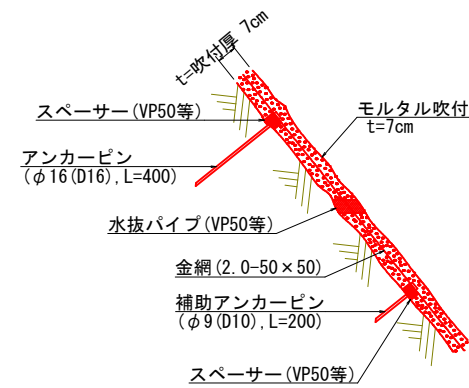 t=吹付厚 7cm
スペーサー(VP50等)
モルタル吹付
t=7cm
アンカーピン
(φ16(D16),L=400)
水抜パイプ(VP50等)
金網(2.0-50×50)
補助アンカーピン
(φ9(D10),L=200)
スペーサー(VP50等)